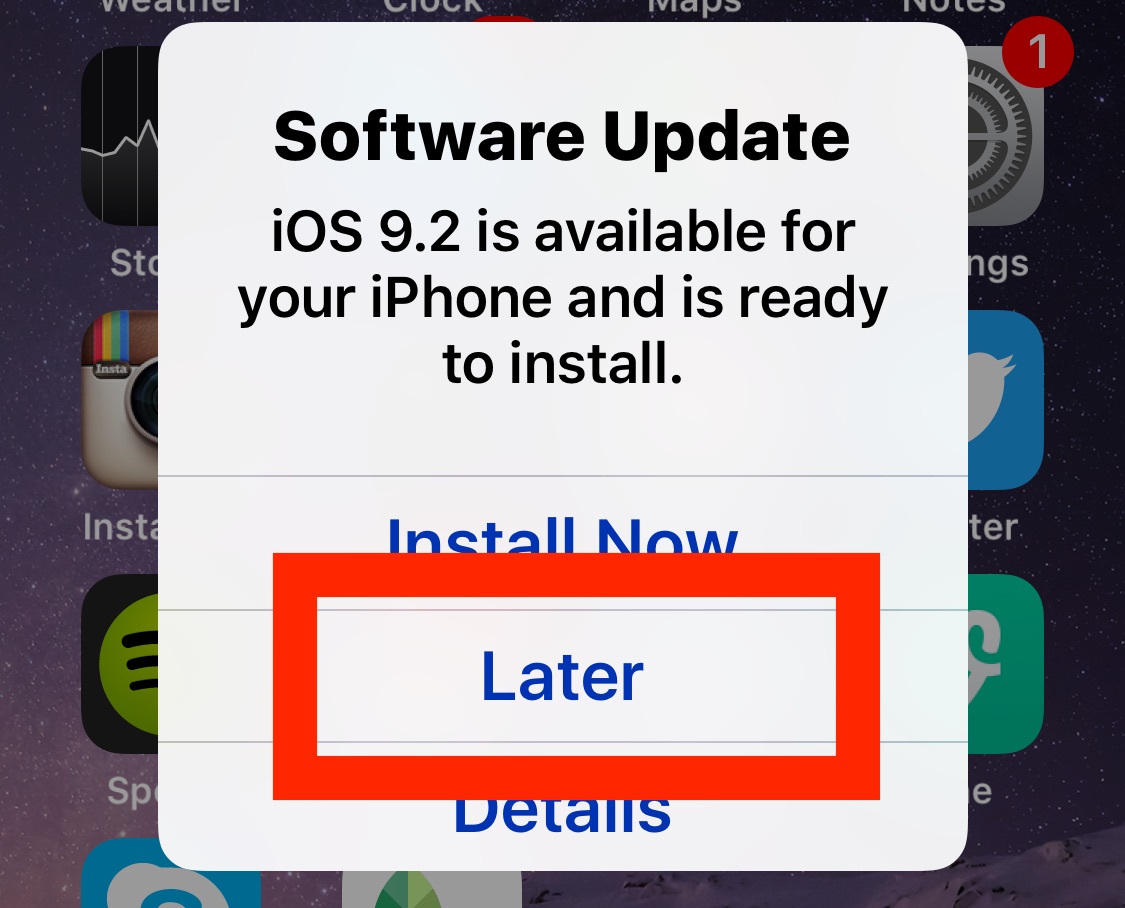 Weather Clock Maps Notes
1
Software Update
iOS 9.2 is available for
your iPhone and is ready
to install.
Sto
ngs
Insta
Install Now
Insta
ter
Later
Spo
e
Details